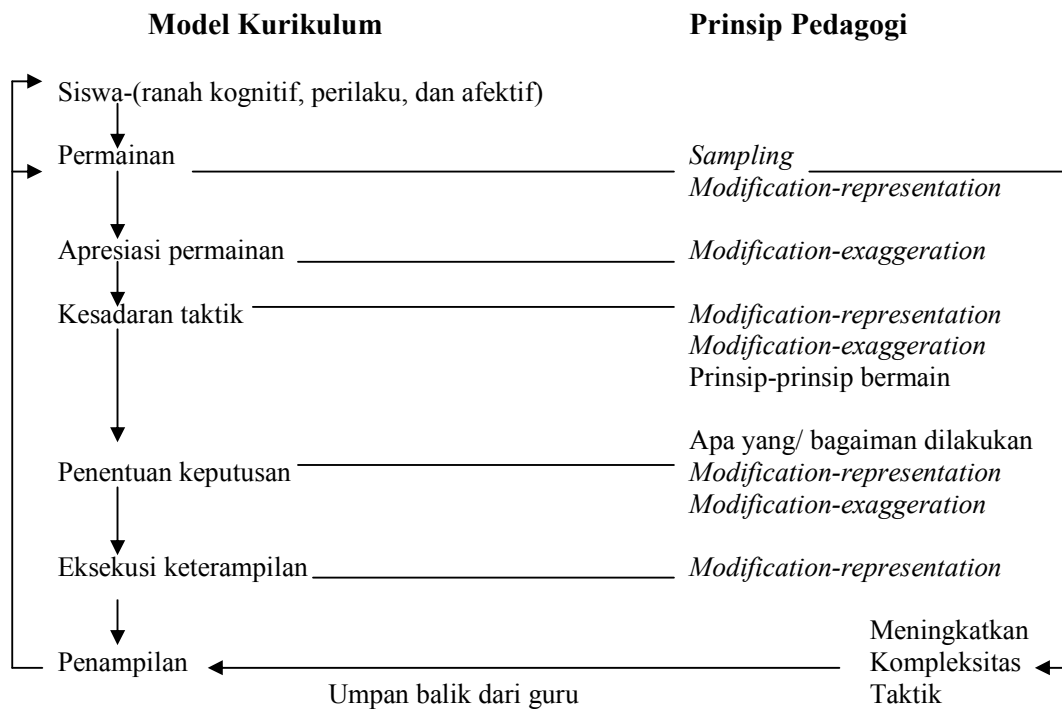 Model Kurikulum
Prinsip Pedagogi
Siswa-(ranah kognitif, perilaku, dan afektif)
Permainan
Sampling
Modification-representation
Apresiasi permainan
Modification-exaggeration
Kesadaran taktik
Modification-representation
Modification-exaggeration
Prinsip-prinsip bermain
Penentuan keputusan
Apa yang/ bagaiman dilakukan
Modification-representation
Modification-exaggeration
Eksekusi keterampilan
Modification-representation
Penampilan
Umpan balik dari guru
Meningkatkan
Kompleksitas
Taktik